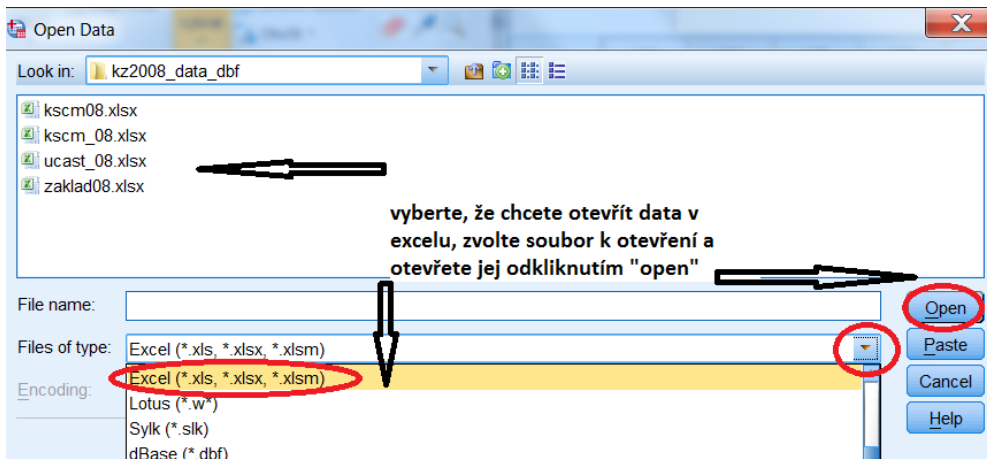 Open Data
Look in: kz2008_data_dbf
kscm08.xlsx
kscm_08.xlsx
ucast_08.xlsx
zaklad08.xlsx
vyberte, že chcete otevřít data v
excelu, zvolte soubor k otevření a
otevřete jej odkliknutím "open"
File name:
Open
Files of type: Excel (*.xls, *.xlsx, *.xlsm)
Paste
Encoding:
Excel (*.xls, *.xlsx, *.xlsm)
Cancel
Lotus (*.w*)
Help
Sylk (*.slk)
dBase (*.dbf)